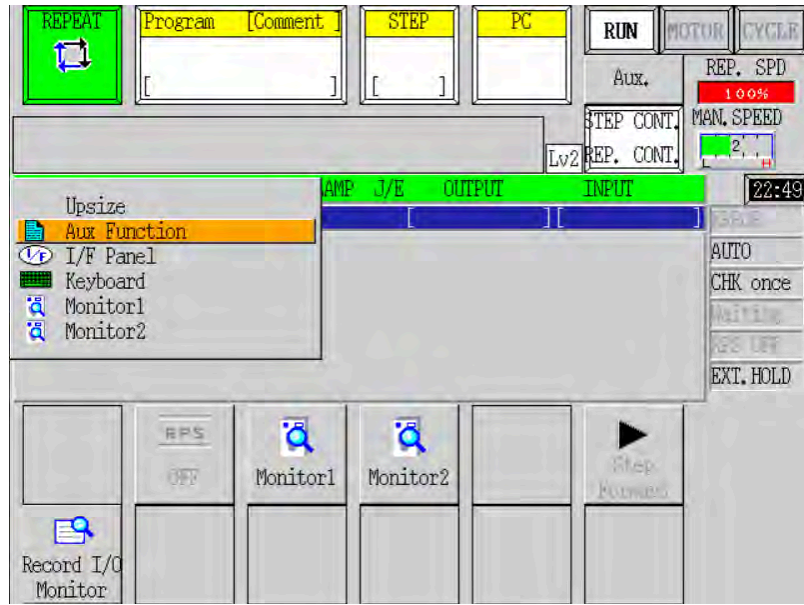 REPEAT
Program [Comment ]
[ ]
STEP
[ ]
PC
RUN
MOTOR
CYCLE
Aux.
REP. SPD
100%
STEP CONT.
REP. CONT.
MAN. SPEED
2
L H
Lv2
AMP J/E OUTPUT INPUT
22:49
[ ] [ ]
ERROR
Upsize
Aux Function
I/F I/F Panel
Keyboard
Monitor1
Monitor2
AUTO
CHK once
Waiting
RPS OFF
EXT. HOLD
RPS
OFF
Monitor1
Monitor2
Step
Forward
Record I/O
Monitor